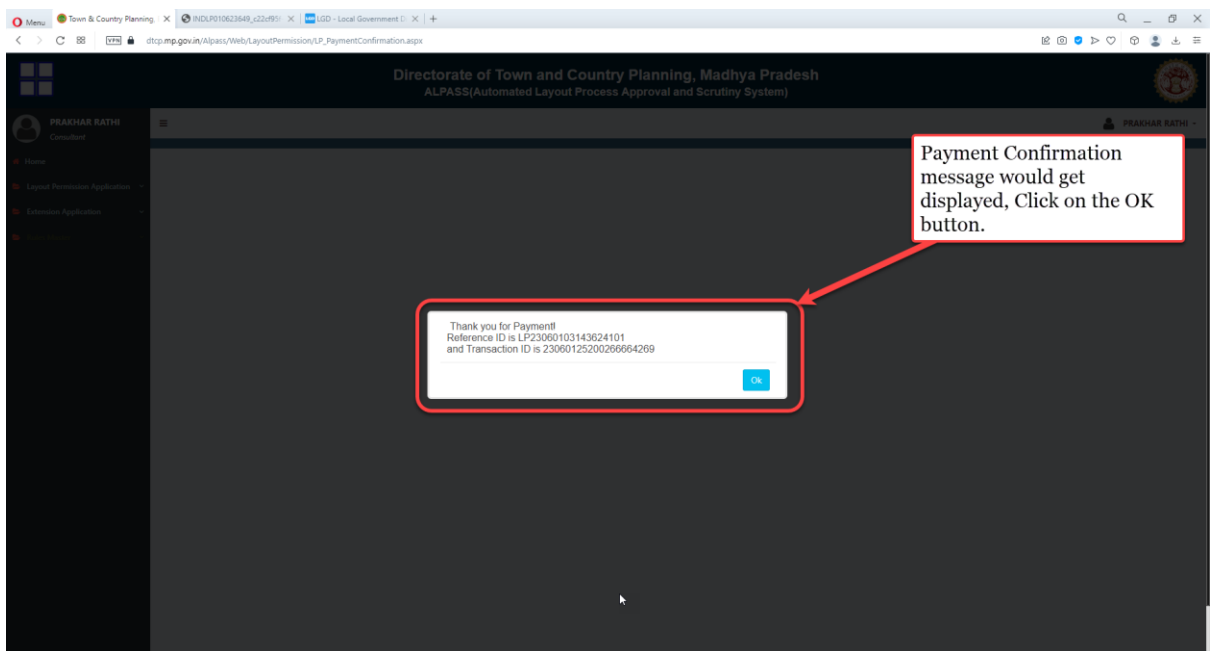 Menu
Town & Country Planning,
INDLP010623649_c22cf95
LGD - Local Government D
VPN
dtcp.mp.gov.in/Alpass/Web/LayoutPermission/LP_PaymentConfirmation.aspx
Directorate of Town and Country Planning, Madhya Pradesh
ALPASS(Automated Layout Process Approval and Scrutiny System)
PRAKHAR RATHI
Consultant
PRAKHAR RATHI
Home
Layout Permission Application
Extension Application
Payment Confirmation
message would get
displayed, Click on the OK
button.
Thank you for Payment!
Reference ID is LP23060103143624101
and Transaction ID is 23060125200266664269
Ok